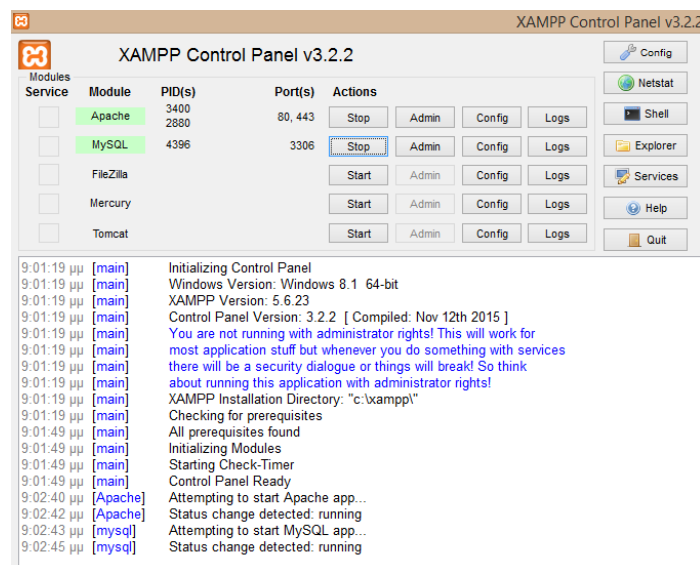 XAMPP Control Panel v3.2.2
XAMPP Control Panel v3.2.2
Config
Modules
Service Module PID(s) Port(s) Actions
Netstat
Apache 3400 2880 80, 443 Stop Admin Config Logs
Shell
MySQL 4396 3306 Stop Admin Config Logs
Explorer
FileZilla Start Admin Config Logs
Services
Mercury Start Admin Config Logs
Help
Tomcat Start Admin Config Logs
Quit
9:01:19 μμ [main] Initializing Control Panel
9:01:19 μμ [main] Windows Version: Windows 8.1 64-bit
9:01:19 μμ [main] XAMPP Version: 5.6.23
9:01:19 μμ [main] Control Panel Version: 3.2.2 [ Compiled: Nov 12th 2015 ]
9:01:19 μμ [main] You are not running with administrator rights! This will work for
9:01:19 μμ [main] most application stuff but whenever you do something with services
9:01:19 μμ [main] there will be a security dialogue or things will break! So think
9:01:19 μμ [main] about running this application with administrator rights!
9:01:19 μμ [main] XAMPP Installation Directory: "c:\xampp\"
9:01:19 μμ [main] Checking for prerequisites
9:01:49 μμ [main] All prerequisites found
9:01:49 μμ [main] Initializing Modules
9:01:49 μμ [main] Starting Check-Timer
9:01:49 μμ [main] Control Panel Ready
9:02:40 μμ [Apache] Attempting to start Apache app...
9:02:42 μμ [Apache] Status change detected: running
9:02:43 μμ [mysql] Attempting to start MySQL app...
9:02:45 μμ [mysql] Status change detected: running